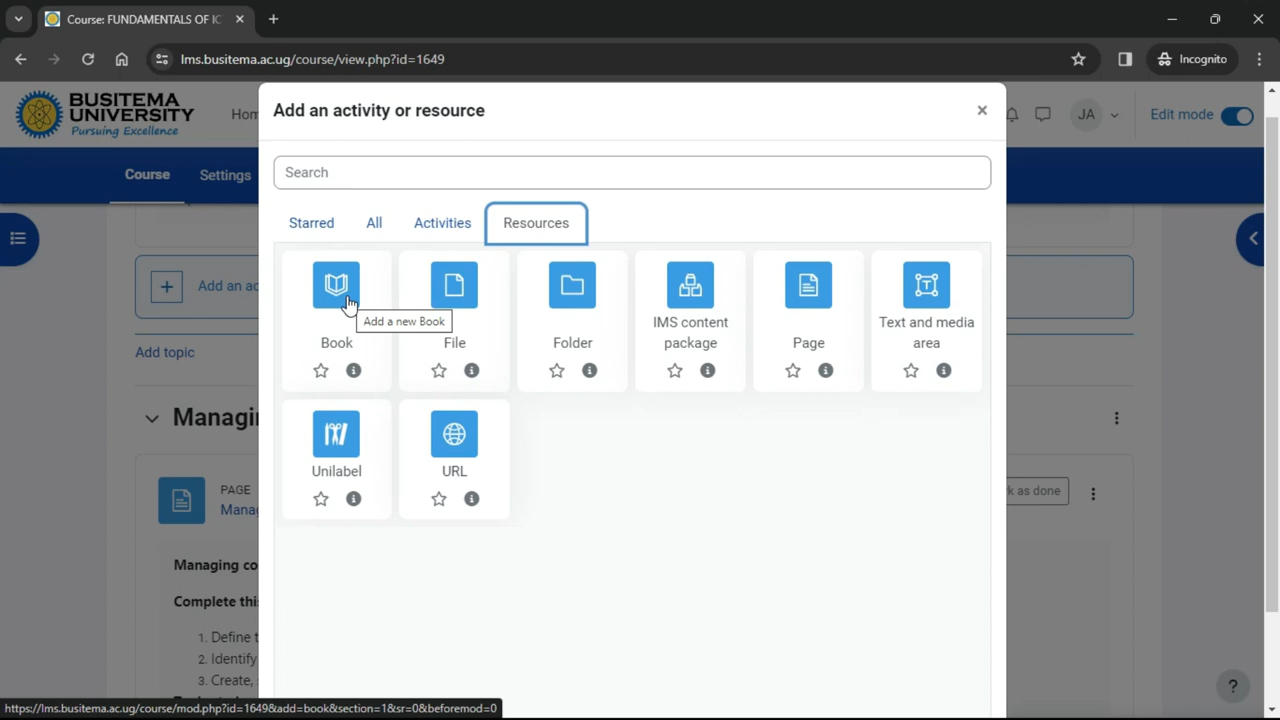 Course: FUNDAMENTALS OF IC
lms.busitema.ac.ug/course/view.php?id=1649
Incognito
BUSITEMA
UNIVERSITY
Pursuing Excellence
Hom
JA
Edit mode
Course
Settings
Add an activity or resource
Search
Starred
All
Activities
Resources
Book
File
Folder
IMS content
package
Page
Text and media
area
Add a new Book
Unilabel
URL
Add an ac
Add topic
Managin
PAGE
Mana
k as done
Managing co
Complete thi
1. Define t
2. Identify
3. Create,
https://lms.busitema.ac.ug/course/mod.php?id=1649&add=book&section=1&sr=0&beforemod=0